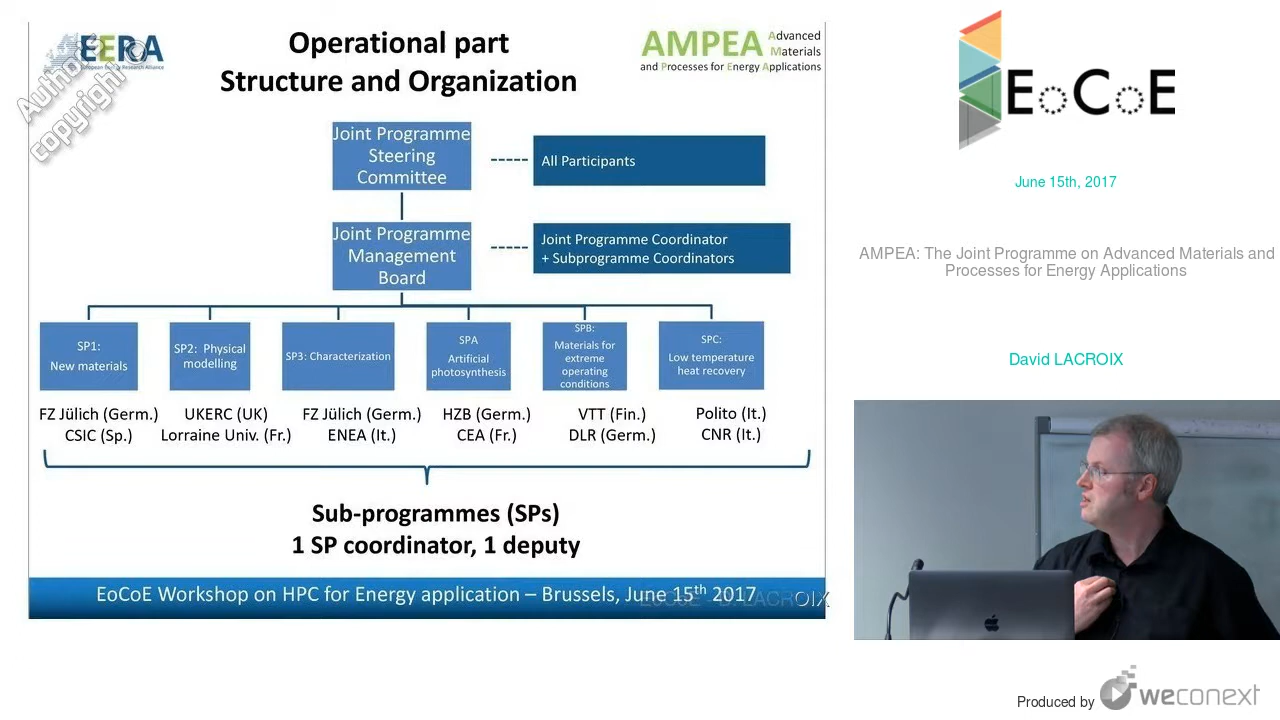 EERA
European Energy Research Alliance
Author copyright ©
Operational part
Structure and Organization
AMPEA Advanced
Materials
and Processes for Energy Applications
Joint Programme
Steering
Committee
All Participants
Joint Programme
Management
Board
Joint Programme Coordinator
+ Subprogramme Coordinators
SP1:
New materials
SP2: Physical
modelling
SP3: Characterization
SPA
Artificial
photosynthesis
SPB:
Materials for
extreme
operating
conditions
SPC:
Low temperature
heat recovery
FZ Jülich (Germ.)
CSIC (Sp.)
UKERC (UK)
Lorraine Univ. (Fr.)
FZ Jülich (Germ.)
ENEA (It.)
HZB (Germ.)
CEA (Fr.)
VTT (Fin.)
DLR (Germ.)
Polito (It.)
CNR (It.)
Sub-programmes (SPs)
1 SP coordinator, 1 deputy
EoCoE Workshop on HPC for Energy application – Brussels, June 15th 2017
EoCoE - D. LACROIX
EoCoE
June 15th, 2017
AMPEA: The Joint Programme on Advanced Materials and
Processes for Energy Applications
David LACROIX
Produced by weconext